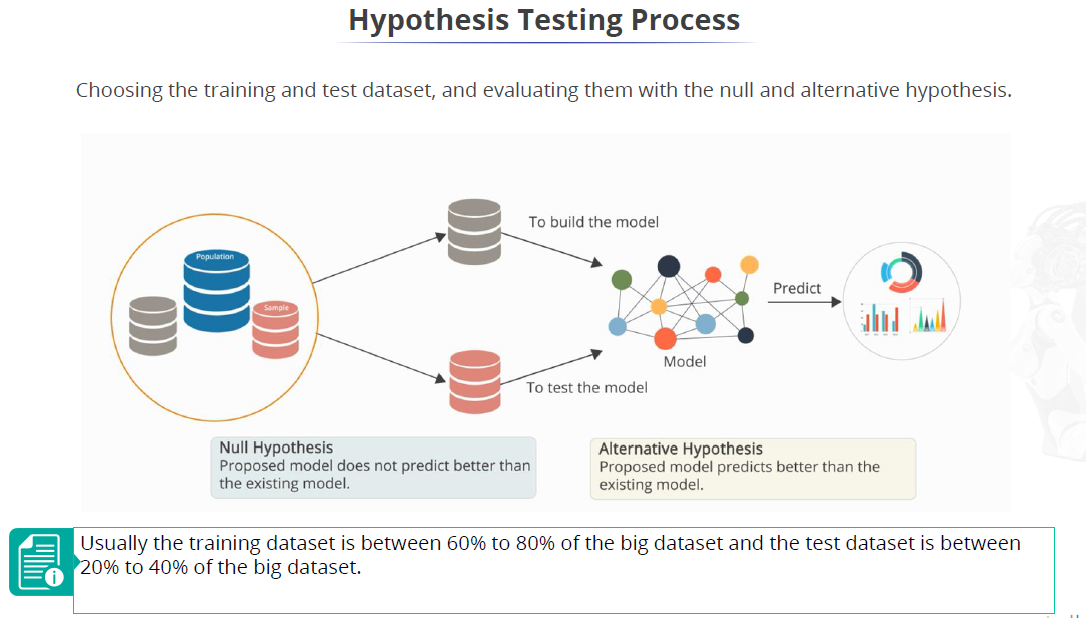 Hypothesis Testing Process
Choosing the training and test dataset, and evaluating them with the null and alternative hypothesis.
Population
Sample
To build the model
Predict
Model
To test the model
Null Hypothesis
Proposed model does not predict better than
the existing model.
Alternative Hypothesis
Proposed model predicts better than the
existing model.
Usually the training dataset is between 60% to 80% of the big dataset and the test dataset is between
20% to 40% of the big dataset.